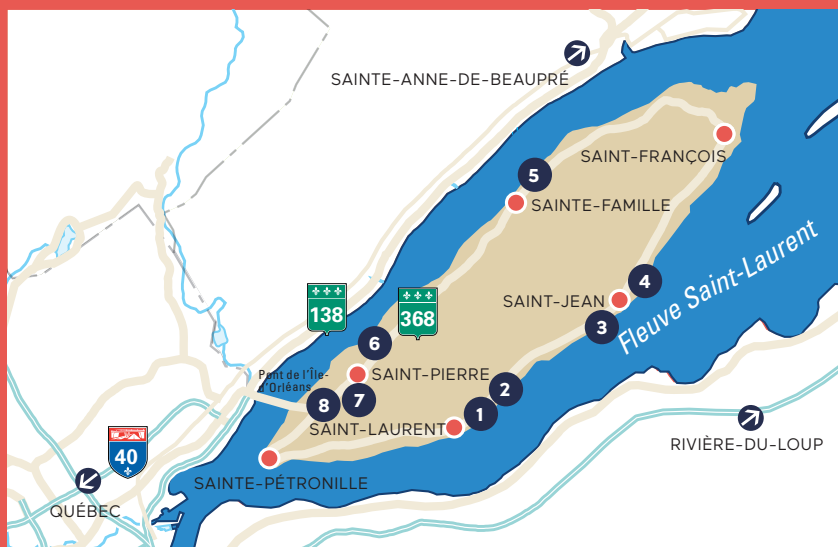 SAINTE-ANNE-DE-BEAUPRÉ
SAINT-FRANÇOIS
5
SAINTE-FAMILLE
Fleuve Saint-Laurent
4
SAINT-JEAN
138
368
3
6
Pont de l'Île-
d'Orléans
SAINT-PIERRE
2
8
7
1
SAINT-LAURENT
RIVIÈRE-DU-LOUP
40
SAINTE-PÉTRONILLE
QUÉBEC